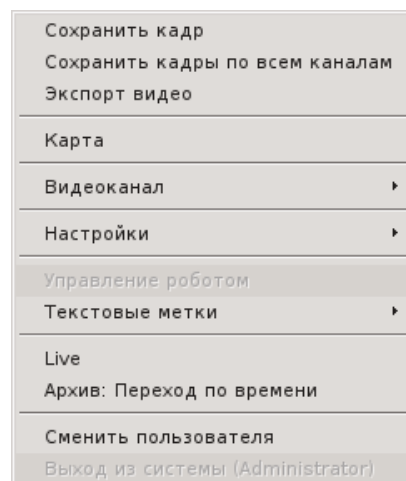 Сохранить кадр
Сохранить кадры по всем каналам
Экспорт видео
Карта
Видеоканал
Настройки
Управление роботом
Текстовые метки
Live
Архив: Переход по времени
Сменить пользователя
Выход из системы (Administrator)